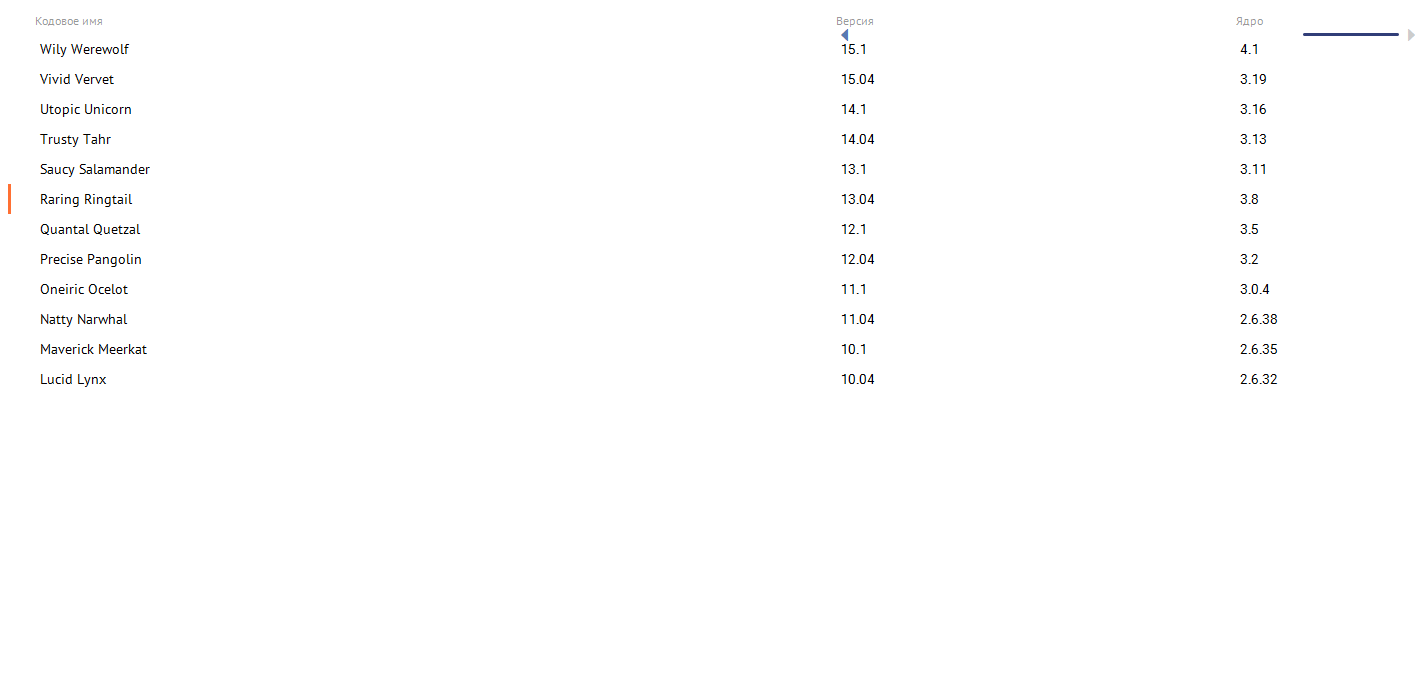 Кодовое имя Версия Ядро
Wily Werewolf 15.1 4.1
Vivid Vervet 15.04 3.19
Utopic Unicorn 14.1 3.16
Trusty Tahr 14.04 3.13
Saucy Salamander 13.1 3.11
Raring Ringtail 13.04 3.8
Quantal Quetzal 12.1 3.5
Precise Pangolin 12.04 3.2
Oneiric Ocelot 11.1 3.0.4
Natty Narwhal 11.04 2.6.38
Maverick Meerkat 10.1 2.6.35
Lucid Lynx 10.04 2.6.32